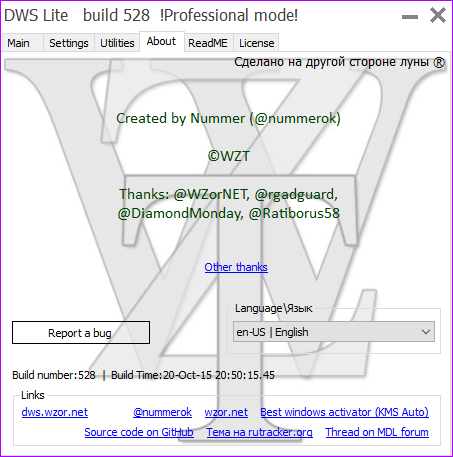 DWS Lite build 528 !Professional mode!
Main Settings Utilities About ReadME License
Сделано на другой стороне луны ®
Created by Nummer (@nummerok)
©WZT
Thanks: @WZorNET, @rgadguard,
@DiamondMonday, @Ratiborus58
Other thanks
Language\Язык
en-US | English
Report a bug
Build number:528 | Build Time:20-Oct-15 20:50:15.45
Links
dws.wzor.net @nummerok wzor.net Best windows activator (KMS Auto)
Source code on GitHub Тема на rutracker.org Thread on MDL forum